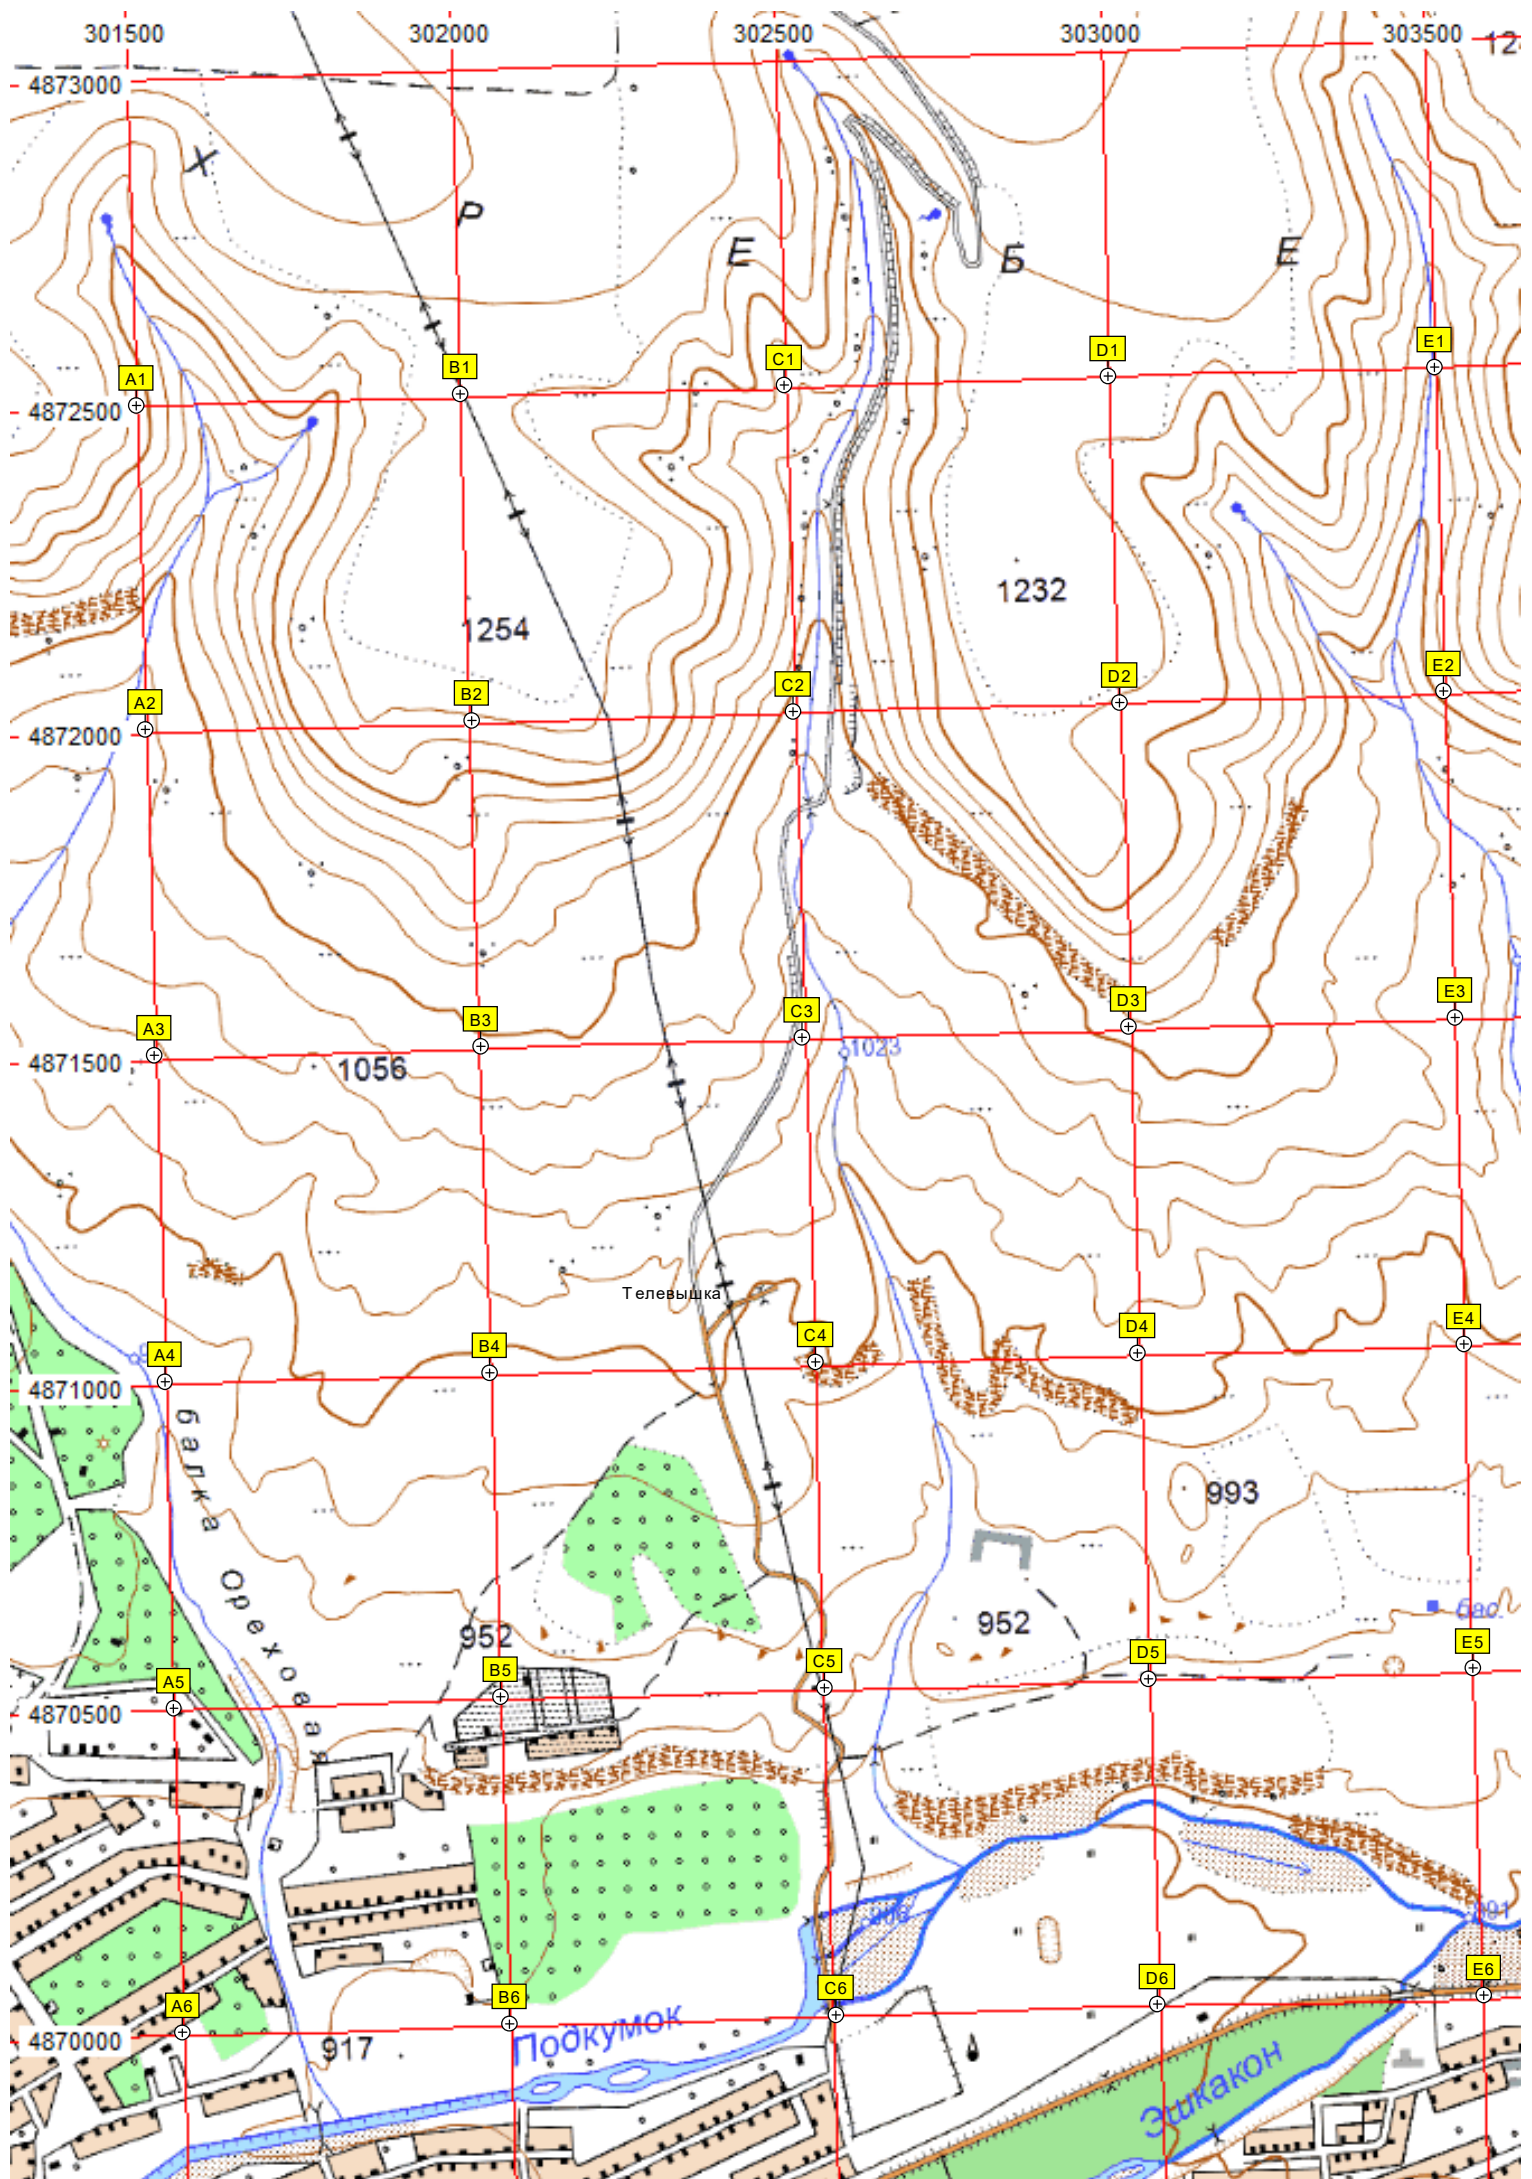 301500 302000 302500 303000 303500
4873000
Х Р Е Б Е
A1 B1 C1 D1 E1
4872500
1254 1232
A2 B2 C2 D2 E2
4872000
A3 B3 C3 D3 E3
4871500
1056 1023
Телевышка
A4 B4 C4 D4 E4
4871000
балка Ореховая
993
952 952 бас.
A5 B5 C5 D5 E5
4870500
A6 B6 C6 D6 E6
4870000
917 Подкумок
Эшкакон